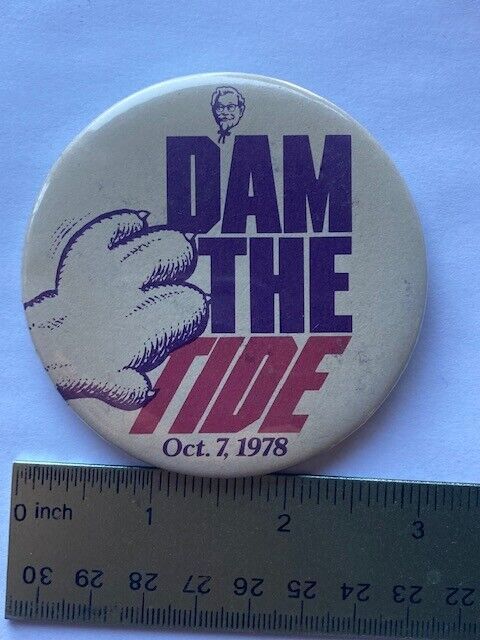 DAM
THE
TIDE
Oct. 7, 1978
0 inch 1 2 3
30 29 28 27 26 25 24 23 22